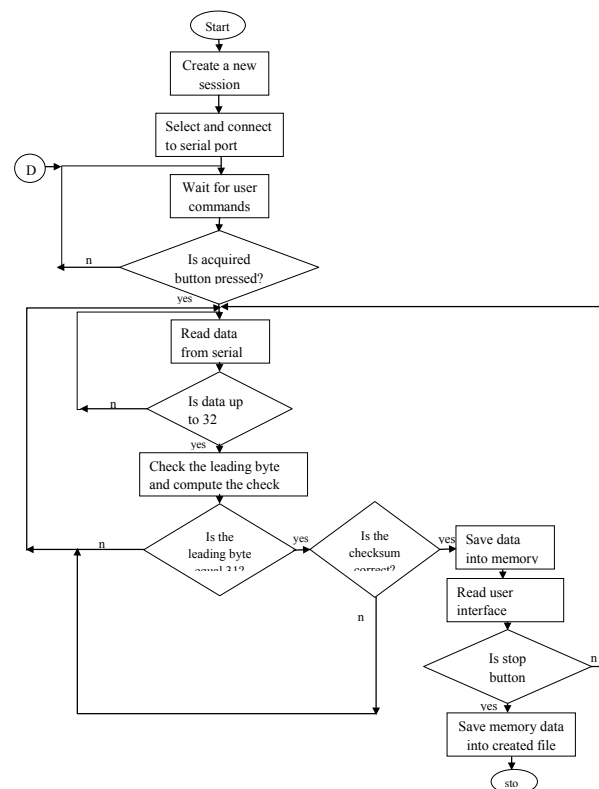 Start
Create a new
session
Select and connect
to serial port
D
Wait for user
commands
Is acquired
button pressed?
n
yes
Read data
from serial
Is data up
to 32
n
yes
Check the leading byte
and compute the check
Is the
leading byte
equal 31?
n
yes
Is the
checksum
correct?
yes
n
Save data
into memory
Read user
interface
Is stop
button
n
yes
Save memory data
into created file
sto